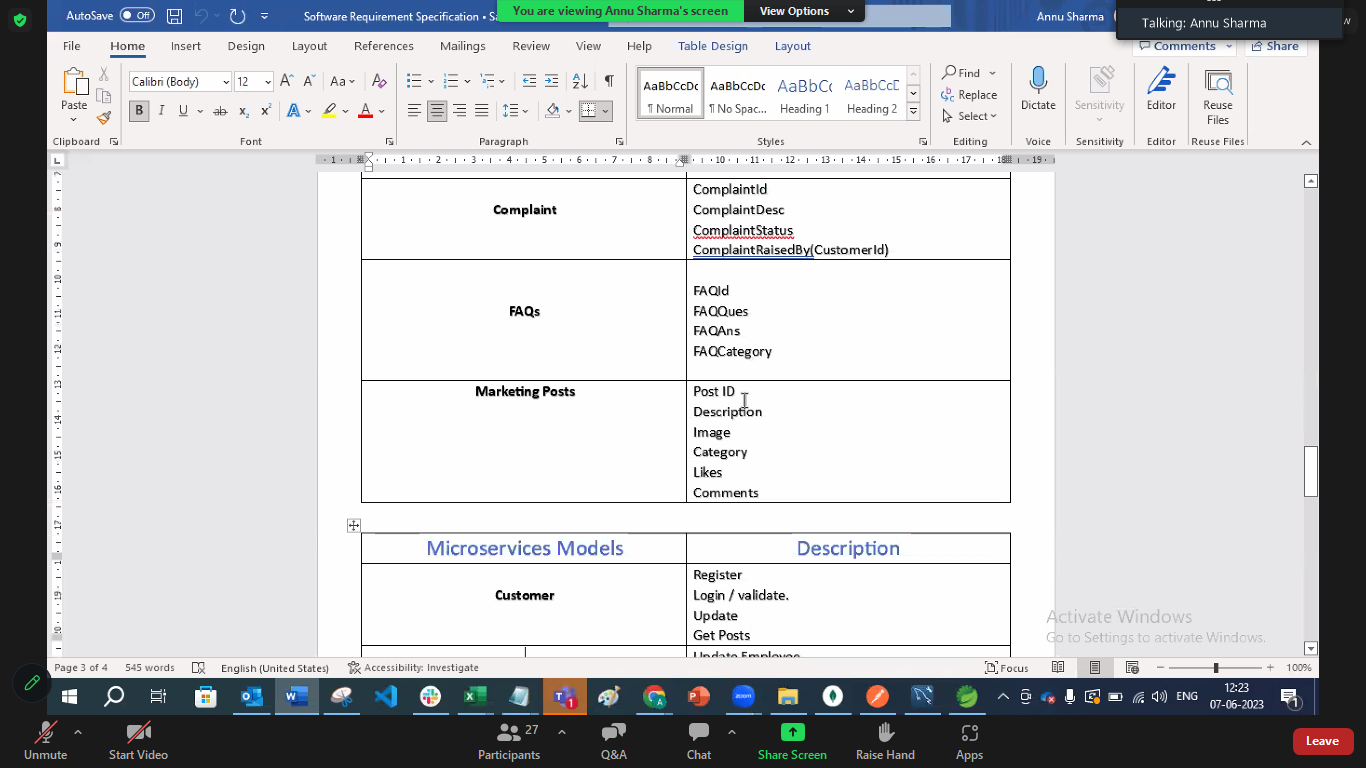 AutoSave Off
Software Requirement Specification • Sa
You are viewing Annu Sharma's screen
View Options
Annu Sharma
Talking: Annu Sharma
File Home Insert Design Layout References Mailings Review View Help Table Design Layout
Comments Share
Paste
Calibri (Body) 12
Aa
B I U ab x₂ x² A A
AaBbCcDc AaBbCcDc AaBbCc AaBbCcE
¶ Normal ¶ No Spac... Heading 1 Heading 2
Find
Replace
Select
Dictate
Sensitivity
Editor
Reuse Files
Clipboard Font Paragraph Styles Editing Voice Sensitivity Editor Reuse Files
Complaint
ComplaintId
ComplaintDesc
ComplaintStatus
ComplaintRaisedBy(CustomerId)
FAQs
FAQId
FAQQues
FAQAns
FAQCategory
Marketing Posts
Post ID
Description
Image
Category
Likes
Comments
Microservices Models Description
Customer
Register
Login / validate.
Update
Get Posts
Update Employee
Activate Windows
Go to Settings to activate Windows.
Page 3 of 4 545 words English (United States) Accessibility: Investigate Focus 100%
zoom
ENG
12:23
07-06-2023
1
Unmute Start Video Participants 27 Q&A Chat Share Screen Raise Hand Apps Leave